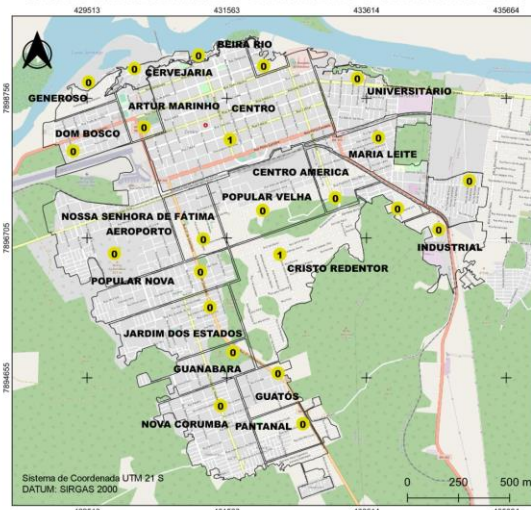 429513 431563 433614 435664
BEIRA RIO
0
0
0
0
0
CERVEJARIA
GENEROSO
UNIVERSITÁRIO
7898756
ARTUR MARINHO
CENTRO
DOM BOSCO
0
1
0
0
MARIA LEITE
CENTRO AMERICA
0
POPULAR VELHA
0
0
0
NOSSA SENHORA DE FÁTIMA
AEROPORTO
7896705
0
0
0
INDUSTRIAL
1
CRISTO REDENTOR
POPULAR NOVA
0
0
JARDIM DOS ESTADOS
0
GUANABARA
0
7894655
GUATÓS
0
NOVA CORUMBA
PANTANAL
0
Sistema de Coordenada UTM 21 S
DATUM: SIRGAS 2000
0 250 500 m